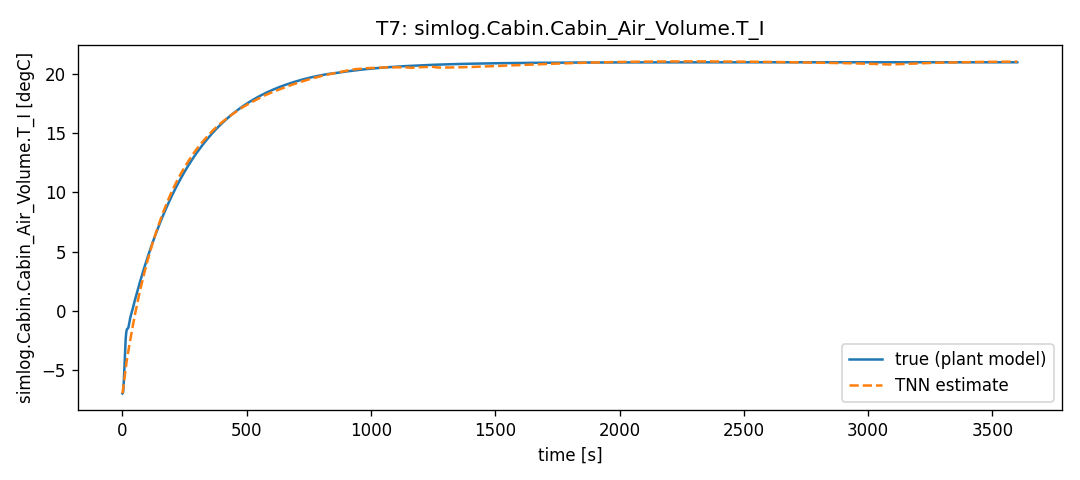 T7: simlog.Cabin.Cabin_Air_Volume.T_I
simlog.Cabin.Cabin_Air_Volume.T_I [degC]
20
15
10
5
0
−5
0 500 1000 1500 2000 2500 3000 3500
time [s]
true (plant model)
TNN estimate